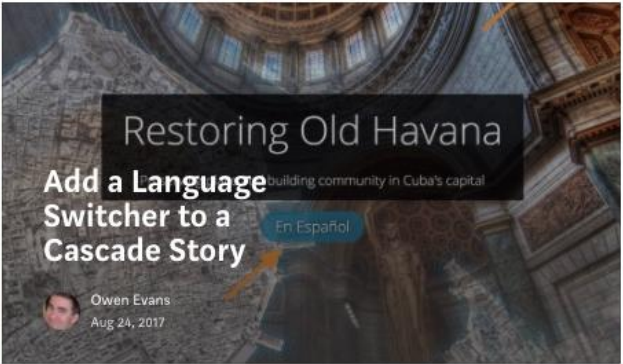 Restoring Old Havana
building community in Cuba's capital
Add a Language
Switcher to a
Cascade Story
En Español
Owen Evans
Aug 24, 2017